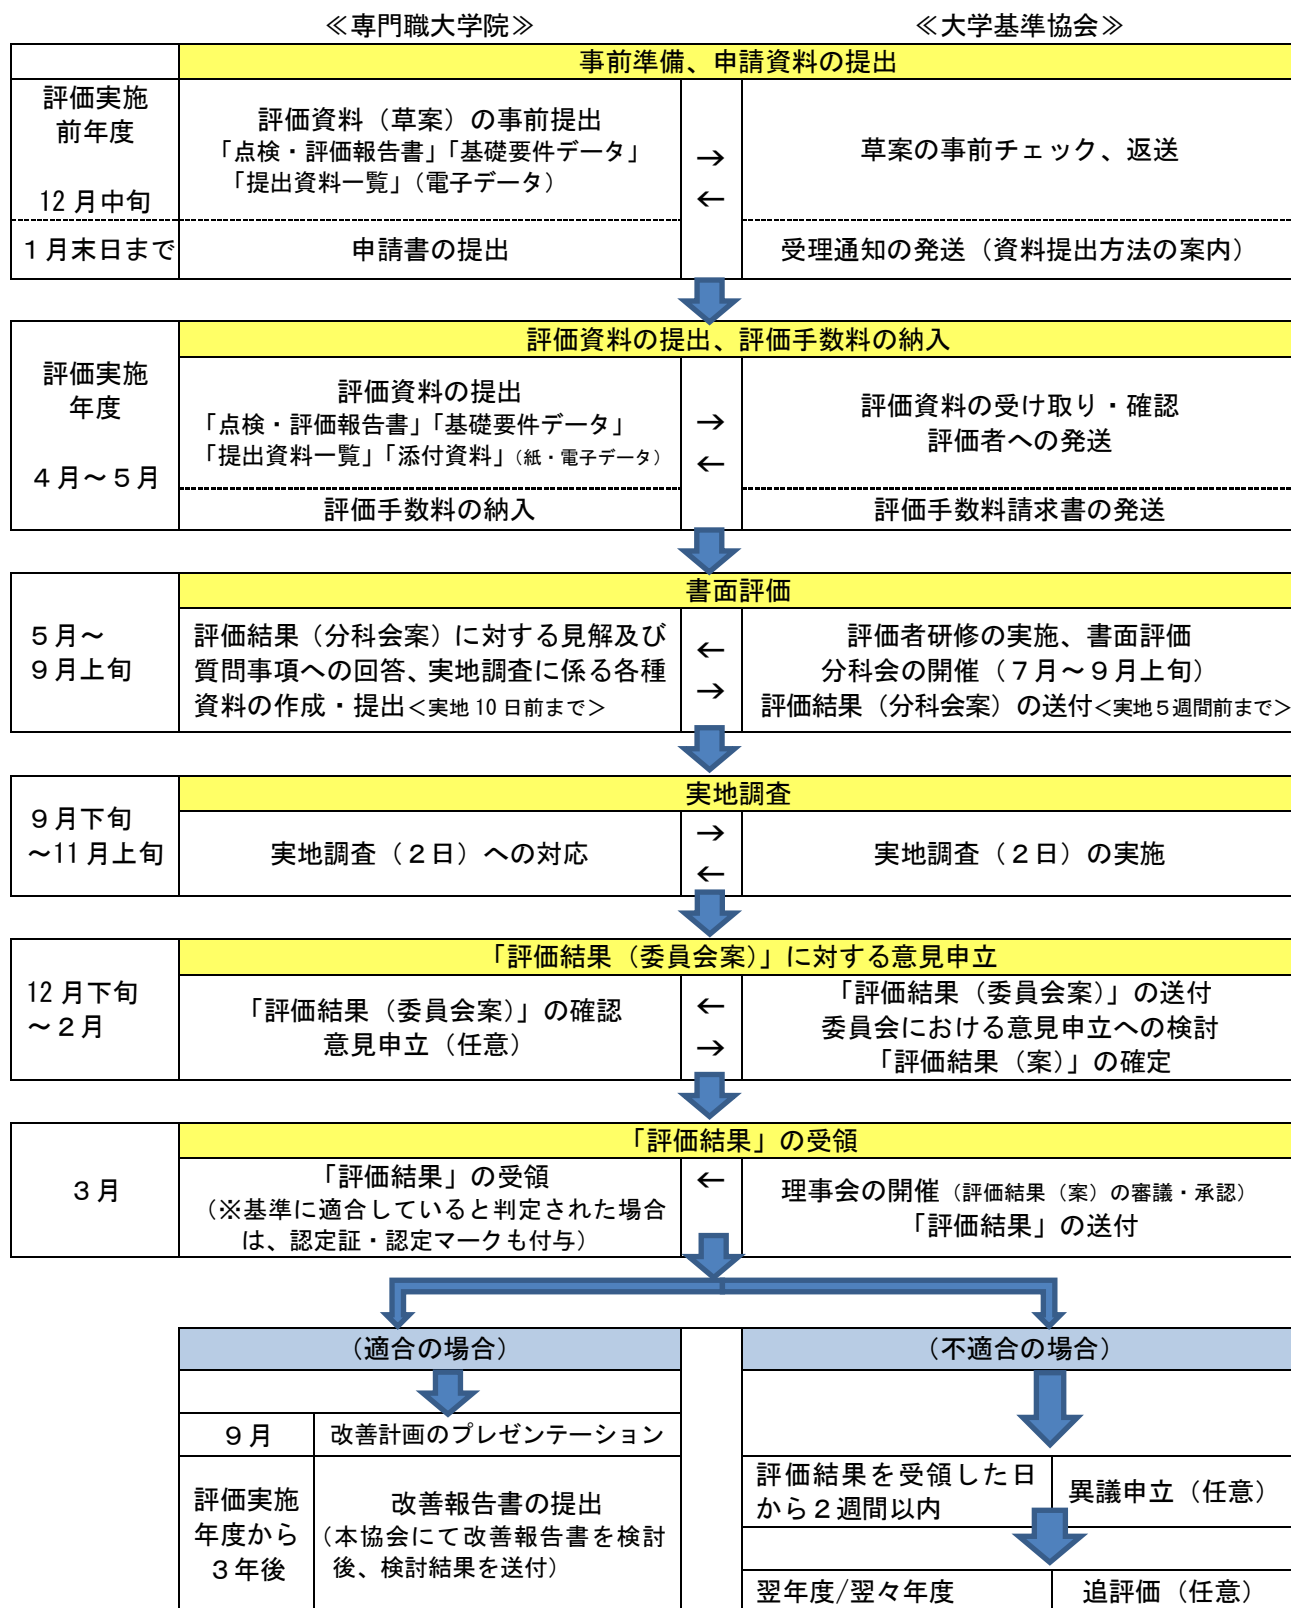 ≪専門職大学院≫
≪大学基準協会≫
事前準備、申請資料の提出
評価実施
前年度
12月中旬
評価資料（草案）の事前提出
「点検・評価報告書」「基礎要件データ」
「提出資料一覧」（電子データ）
→
←
草案の事前チェック、返送
１月末日まで
申請書の提出
受理通知の発送（資料提出方法の案内）
評価資料の提出、評価手数料の納入
評価実施
年度
４月～５月
評価資料の提出
「点検・評価報告書」「基礎要件データ」
「提出資料一覧」「添付資料」（紙・電子データ）
→
←
評価資料の受け取り・確認
評価者への発送
評価手数料の納入
評価手数料請求書の発送
書面評価
５月～
９月上旬
評価結果（分科会案）に対する見解及び
質問事項への回答、実地調査に係る各種
資料の作成・提出＜実地10日前まで＞
←
→
評価者研修の実施、書面評価
分科会の開催（７月～９月上旬）
評価結果（分科会案）の送付＜実地５週間前まで＞
実地調査
９月下旬
～11月上旬
実地調査（２日）への対応
→
←
実地調査（２日）の実施
「評価結果（委員会案）」に対する意見申立
12月下旬
～２月
「評価結果（委員会案）」の確認
意見申立（任意）
←
→
「評価結果（委員会案）」の送付
委員会における意見申立への検討
「評価結果（案）」の確定
「評価結果」の受領
３月
「評価結果」の受領
（※基準に適合していると判定された場合
は、認定証・認定マークも付与）
←
理事会の開催（評価結果（案）の審議・承認）
「評価結果」の送付
（適合の場合）
９月
改善計画のプレゼンテーション
評価実施
年度から
３年後
改善報告書の提出
（本協会にて改善報告書を検討
後、検討結果を送付）
（不適合の場合）
評価結果を受領した日
から２週間以内
異議申立（任意）
翌年度/翌々年度
追評価（任意）